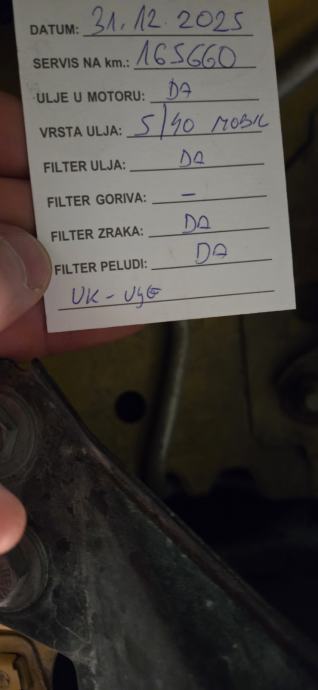 DATUM: 31.12.2025
SERVIS NA km.: 165660
ULJE U MOTORU: DA
VRSTA ULJA: 5/40 MOBIL
FILTER ULJA: DA
FILTER GORIVA: –
FILTER ZRAKA: DA
FILTER PELUDI: DA
UK -